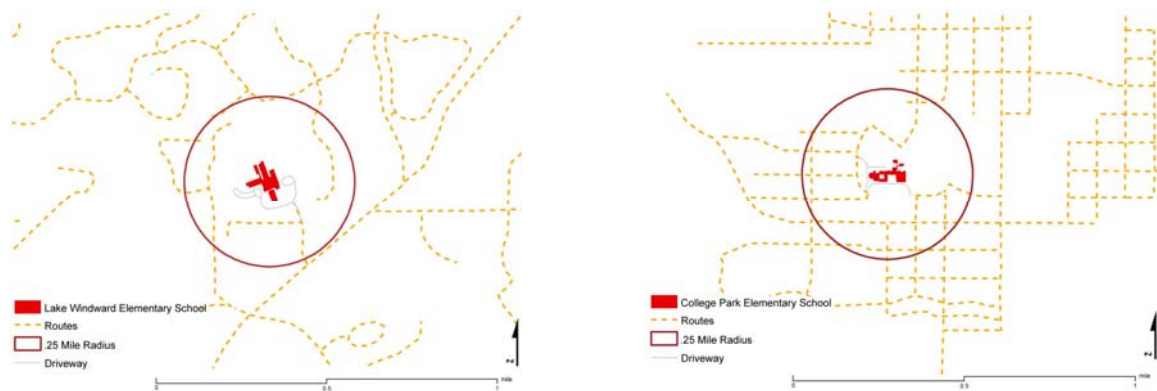 Lake Windward Elementary School
Routes
.25 Mile Radius
Driveway
N
mile
0
0.5
1
College Park Elementary School
Routes
.25 Mile Radius
Driveway
N
mile
0
0.5
1